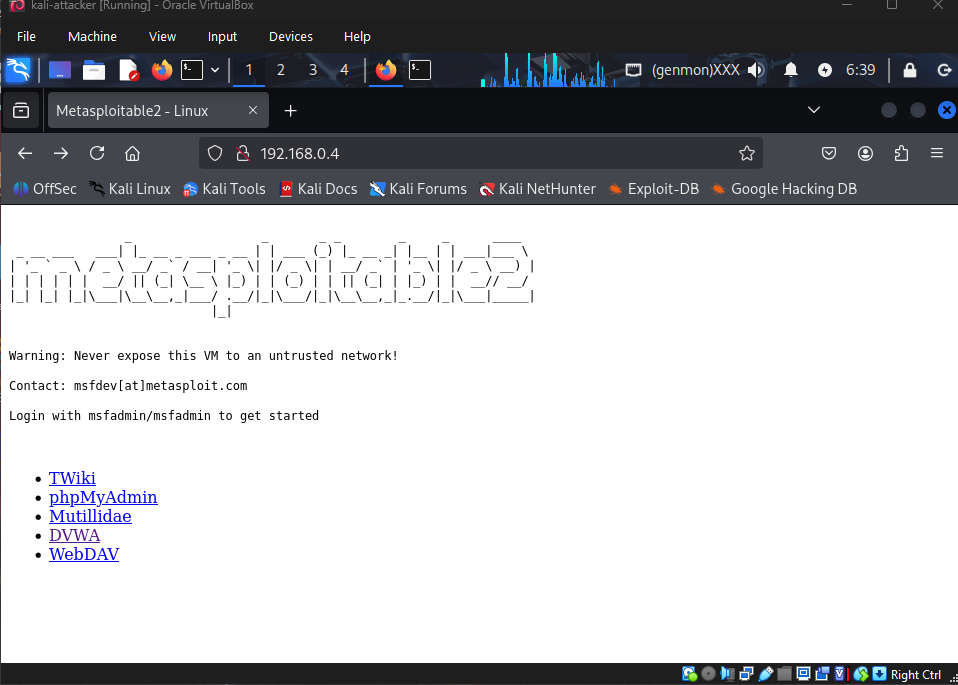 kali-attacker [Running] - Oracle VirtualBox
File Machine View Input Devices Help
1 2 3 4 (genmon)XXX 6:39
Metasploitable2 - Linux
192.168.0.4
OffSec Kali Linux Kali Tools Kali Docs Kali Forums Kali NetHunter Exploit-DB Google Hacking DB
metasploitable2
Warning: Never expose this VM to an untrusted network!
Contact: msfdev[at]metasploit.com
Login with msfadmin/msfadmin to get started
TWiki
phpMyAdmin
Mutillidae
DVWA
WebDAV
Right Ctrl